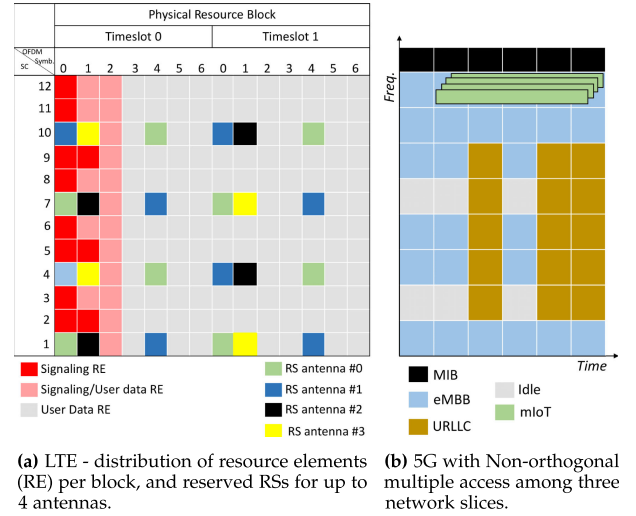 Physical Resource Block
Timeslot 0 Timeslot 1
OFDM Symb.
SC
0 1 2 3 4 5 6 0 1 2 3 4 5 6
12
11
10
9
8
7
6
5
4
3
2
1
Signaling RE
Signaling/User data RE
User Data RE
RS antenna #0
RS antenna #1
RS antenna #2
RS antenna #3
(a) LTE - distribution of resource elements
(RE) per block, and reserved RSs for up to
4 antennas.
Freq.
Time
MIB
eMBB
URLLC
Idle
mIoT
(b) 5G with Non-orthogonal
multiple access among three
network slices.